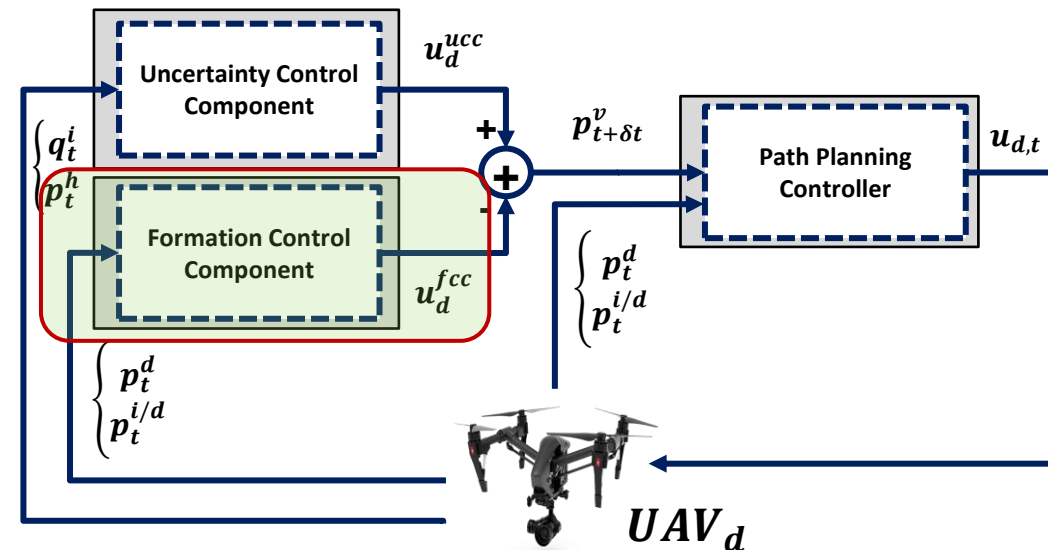 Uncertainty Control
Component
u_d^{ucc}
q_t^i
p_t^h
+
+
-
p_{t+δt}^v
Path Planning
Controller
u_{d,t}
Formation Control
Component
u_d^{fcc}
p_t^d
p_t^{i/d}
p_t^d
p_t^{i/d}
UAV_d